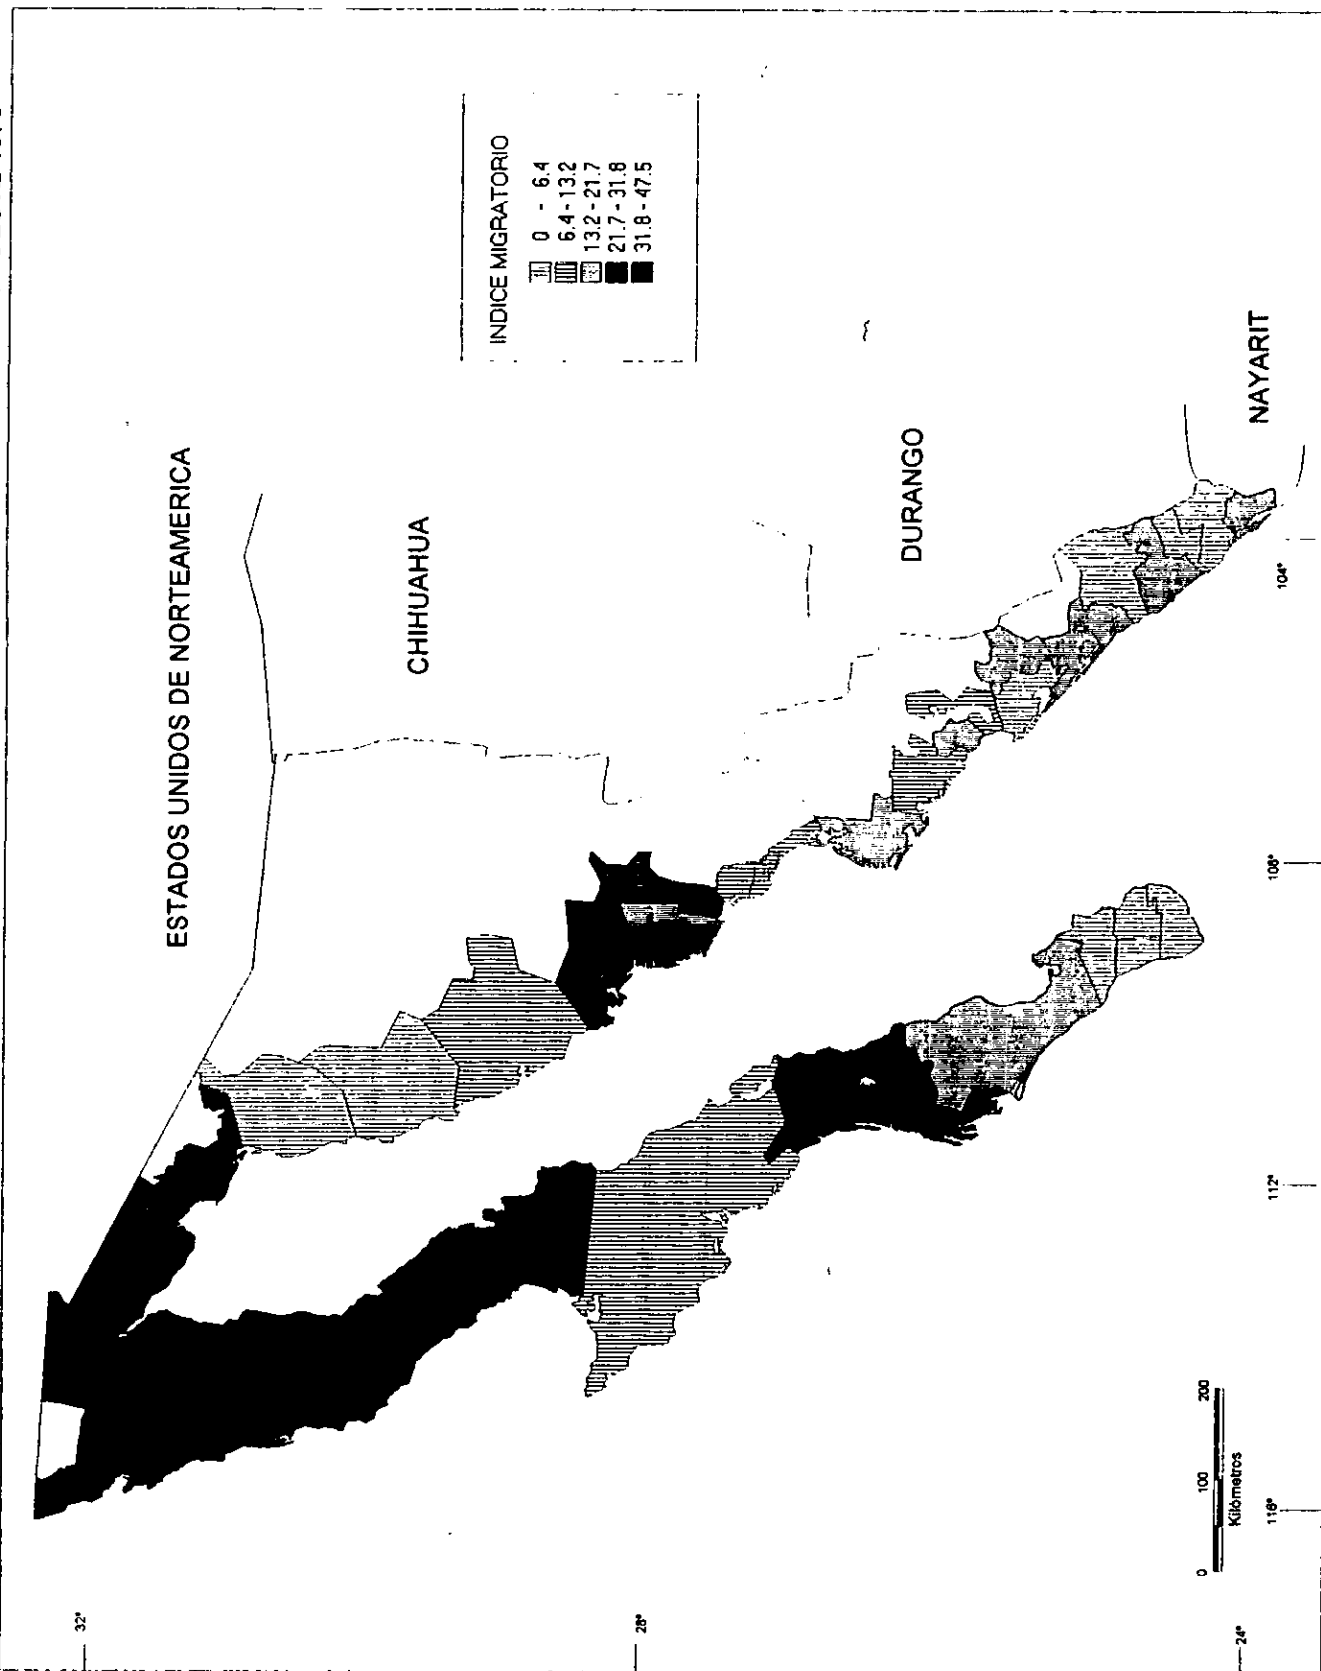 ESTADOS UNIDOS DE NORTEAMERICA
CHIHUAHUA
DURANGO
NAYARIT
INDICE MIGRATORIO
0 - 6.4
6.4 - 13.2
13.2 - 21.7
21.7 - 31.8
31.8 - 47.5
32°
28°
24°
116°
112°
108°
104°
0 100 200
Kilómetros